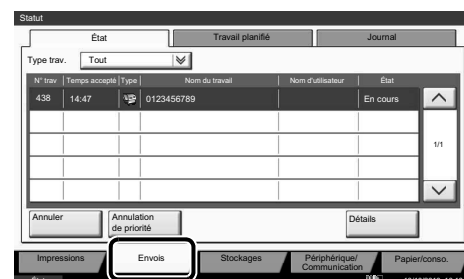 Statut
État
Travail planifié
Journal
Type trav.
Tout
N° trav
Temps accepté
Type
Nom du travail
Nom d'utilisateur
État
438
14:47
0123456789
En cours
1/1
Annuler
Annulation
de priorité
Détails
Impressions
Envois
Stockages
Périphérique/
Communication
Papier/conso.